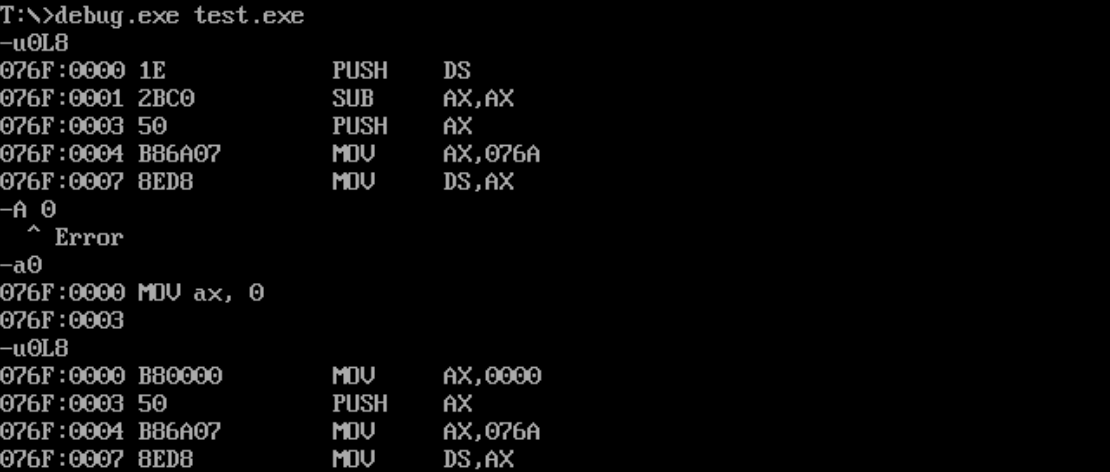 T:\>debug.exe test.exe
-u0L8
076F:0000 1E PUSH DS
076F:0001 2BC0 SUB AX,AX
076F:0003 50 PUSH AX
076F:0004 B86A07 MOV AX,076A
076F:0007 8ED8 MOV DS,AX
-A 0
^ Error
-a0
076F:0000 MOV ax, 0
076F:0003
-u0L8
076F:0000 B80000 MOV AX,0000
076F:0003 50 PUSH AX
076F:0004 B86A07 MOV AX,076A
076F:0007 8ED8 MOV DS,AX